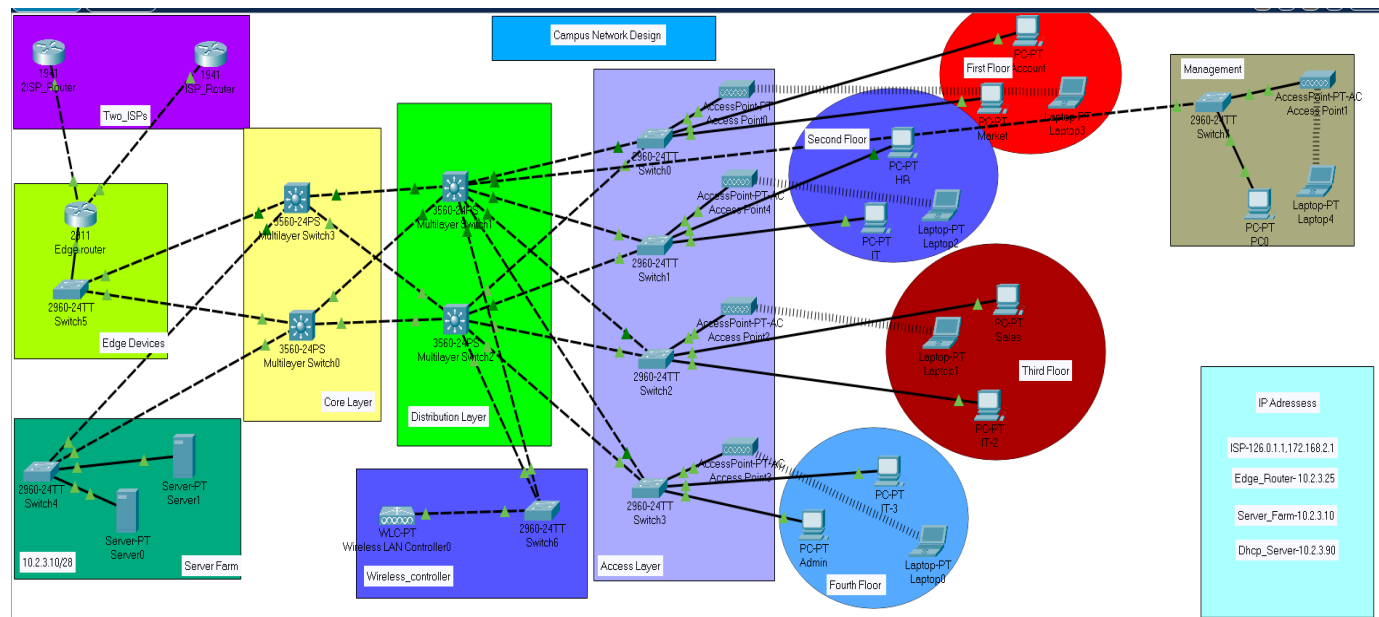 Campus Network Design
1941
2ISP_Router
1941
ISP_Router
Two_ISPs
2811
Edge router
2960-24TT
Switch5
Edge Devices
3560-24PS
Multilayer Switch3
3560-24PS
Multilayer Switch0
Core Layer
3560-24PS
Multilayer Switch1
3560-24PS
Multilayer Switch2
Distribution Layer
2960-24TT
Switch4
Server-PT
Server1
Server-PT
Server0
10.2.3.10/28
Server Farm
WLC-PT
Wireless LAN Controller0
2960-24TT
Switch6
Wireless_controller
AccessPoint-PT
Access Point0
2960-24TT
Switch0
AccessPoint-PT-AC
Access Point4
2960-24TT
Switch1
AccessPoint-PT-AC
Access Point2
2960-24TT
Switch2
AccessPoint-PT-AC
Access Point3
2960-24TT
Switch3
Access Layer
PC-PT
Account
First Floor
PC-PT
Market
Laptop-PT
Laptop3
Second Floor
PC-PT
HR
PC-PT
IT
Laptop-PT
Laptop2
PC-PT
Sales
Laptop-PT
Laptop1
Third Floor
PC-PT
IT-2
PC-PT
IT-3
PC-PT
Admin
Laptop-PT
Laptop0
Fourth Floor
Management
AccessPoint-PT-AC
Access Point1
2960-24TT
Laptop-PT
Laptop4
PC-PT
PC0
IP Adressess
ISP-126.0.1.1,172.168.2.1
Edge_Router- 10.2.3.25
Server_Farm-10.2.3.10
Dhcp_Server-10.2.3.90